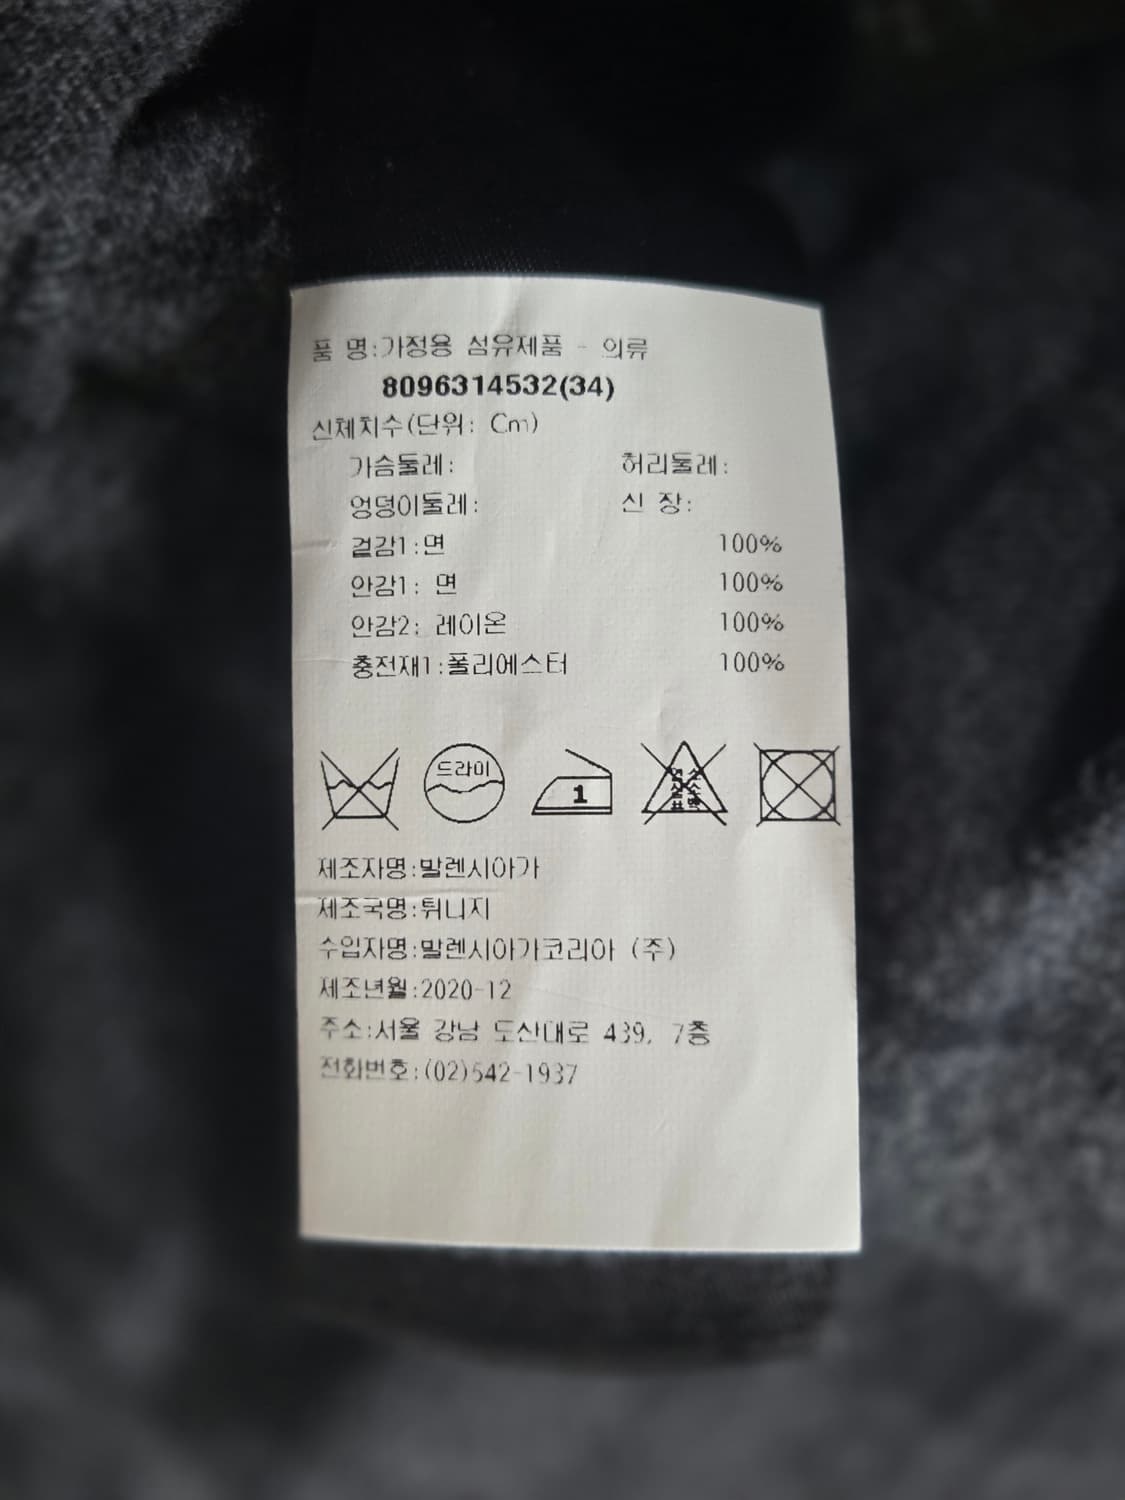 품 명:가정용 섬유제품 - 의류
8096314532(34)
신체치수(단위: Cm)
가슴둘레: 허리둘레:
엉덩이둘레: 신 장:
겉감1:면 100%
안감1: 면 100%
안감2: 레이온 100%
충전재1:폴리에스터 100%
드라이
1
염소
산소
표백
제조자명:발렌시아가
제조국명:튀니지
수입자명:발렌시아가코리아 (주)
제조년월:2020-12
주소:서울 강남 도산대로 439, 7층
전화번호:(02)542-1937